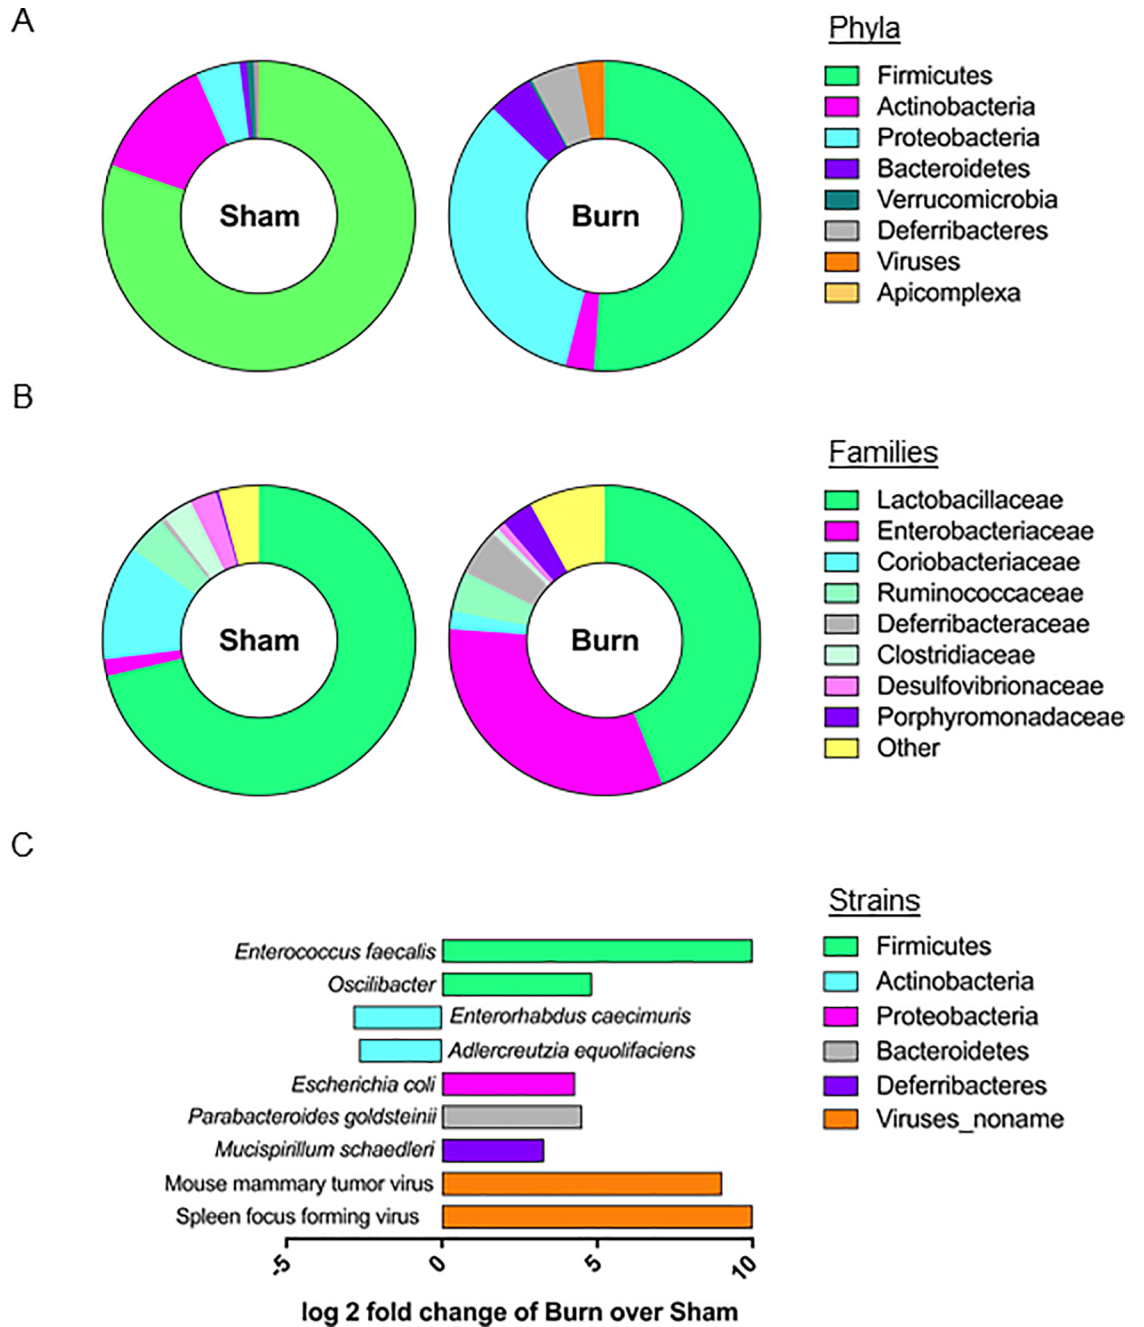 A
Phyla
Sham
Burn
Firmicutes
Actinobacteria
Proteobacteria
Bacteroidetes
Verrucomicrobia
Deferribacteres
Viruses
Apicomplexa
B
Families
Sham
Burn
Lactobacillaceae
Enterobacteriaceae
Coriobacteriaceae
Ruminococcaceae
Deferribacteraceae
Clostridiaceae
Desulfovibrionaceae
Porphyromonadaceae
Other
C
Strains
Firmicutes
Actinobacteria
Proteobacteria
Bacteroidetes
Deferribacteres
Viruses_noname
Enterococcus faecalis
Oscilibacter
Enterorhabdus caecimuris
Adlercreutzia equolifaciens
Escherichia coli
Parabacteroides goldsteinii
Mucispirillum schaedleri
Mouse mammary tumor virus
Spleen focus forming virus
-5 0 5 10
log 2 fold change of Burn over Sham